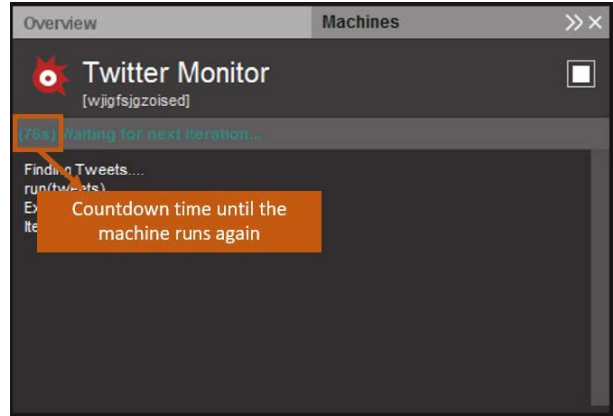 Overview
Machines
Twitter Monitor
[wjigfsjgzoised]
(76s) Waiting for next iteration...
Finding Tweets....
run(tweets)
Countdown time until the
machine runs again